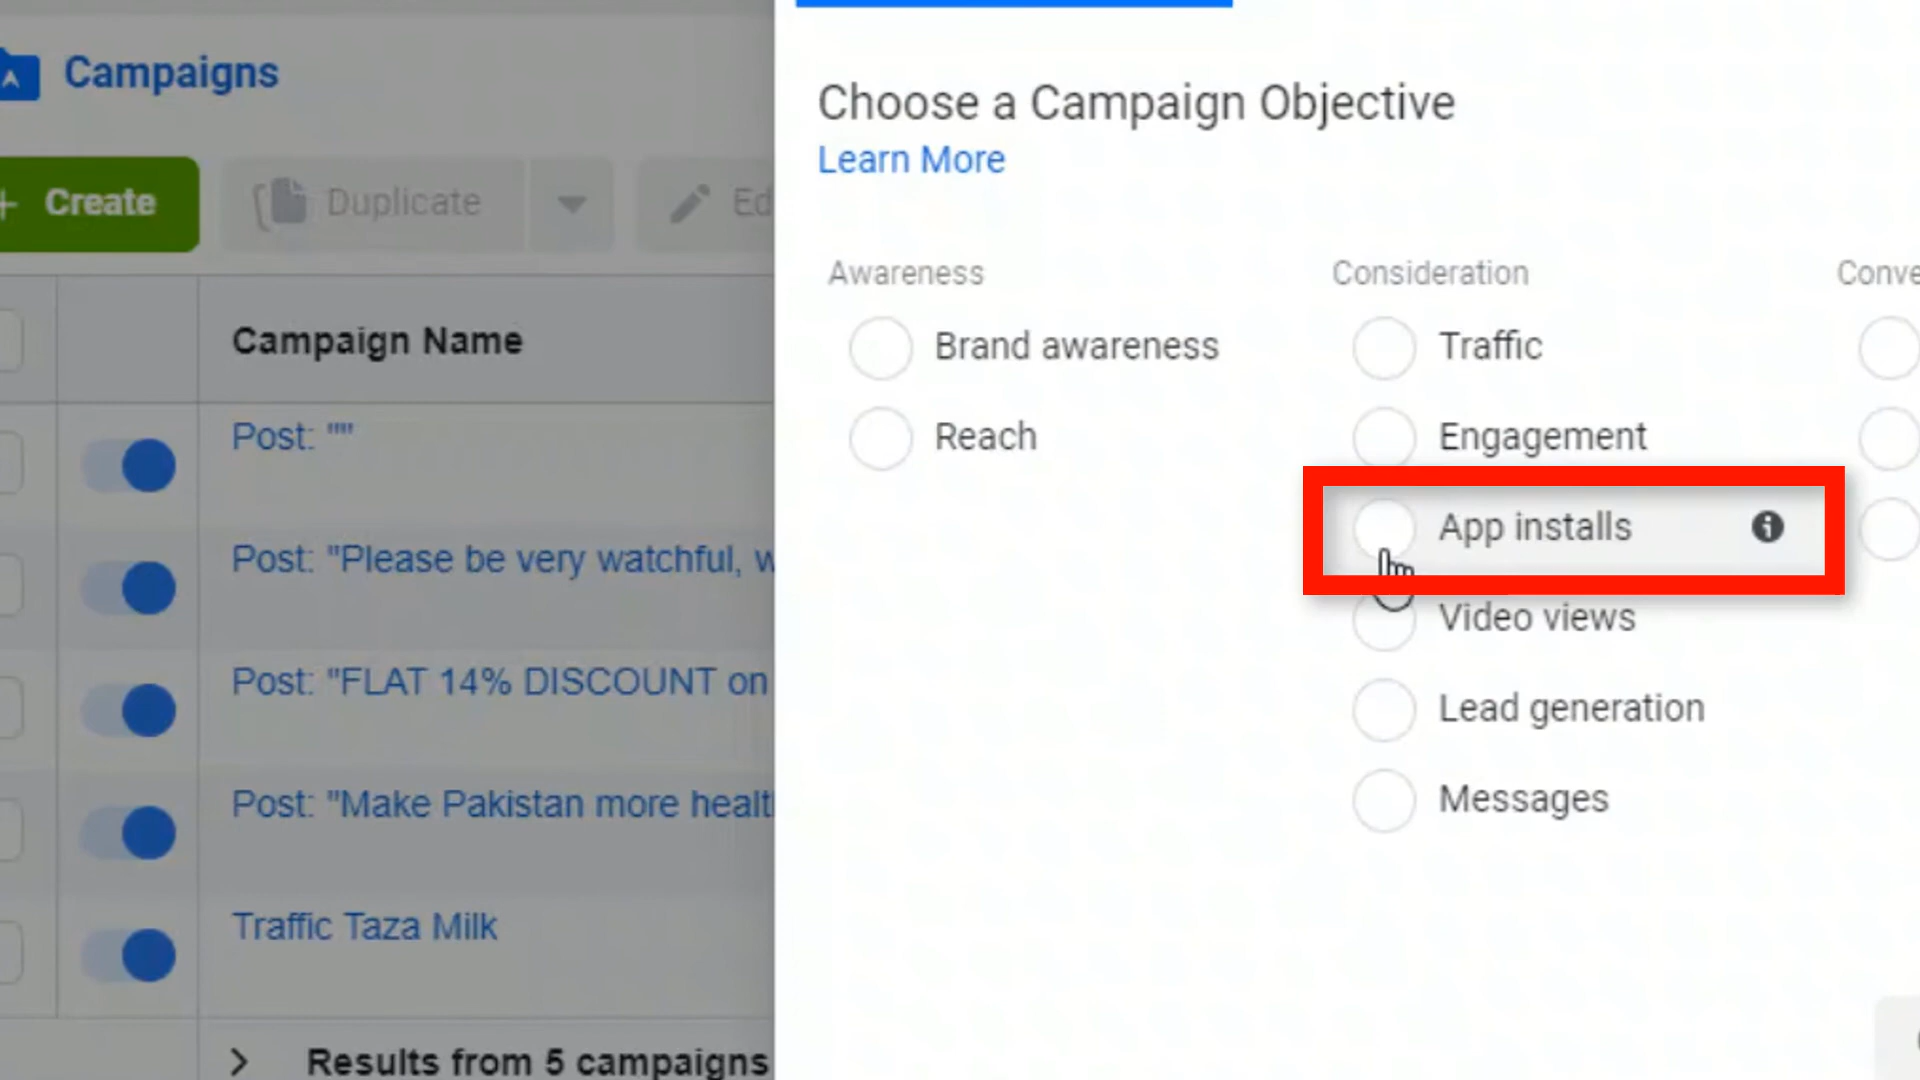 Campaigns
+ Create
Duplicate
Campaign Name
Post: ""
Post: "Please be very watchful, w
Post: "FLAT 14% DISCOUNT on
Post: "Make Pakistan more healt
Traffic Taza Milk
Results from 5 campaigns
Choose a Campaign Objective
Learn More
Awareness
Brand awareness
Reach
Consideration
Traffic
Engagement
App installs
Video views
Lead generation
Messages